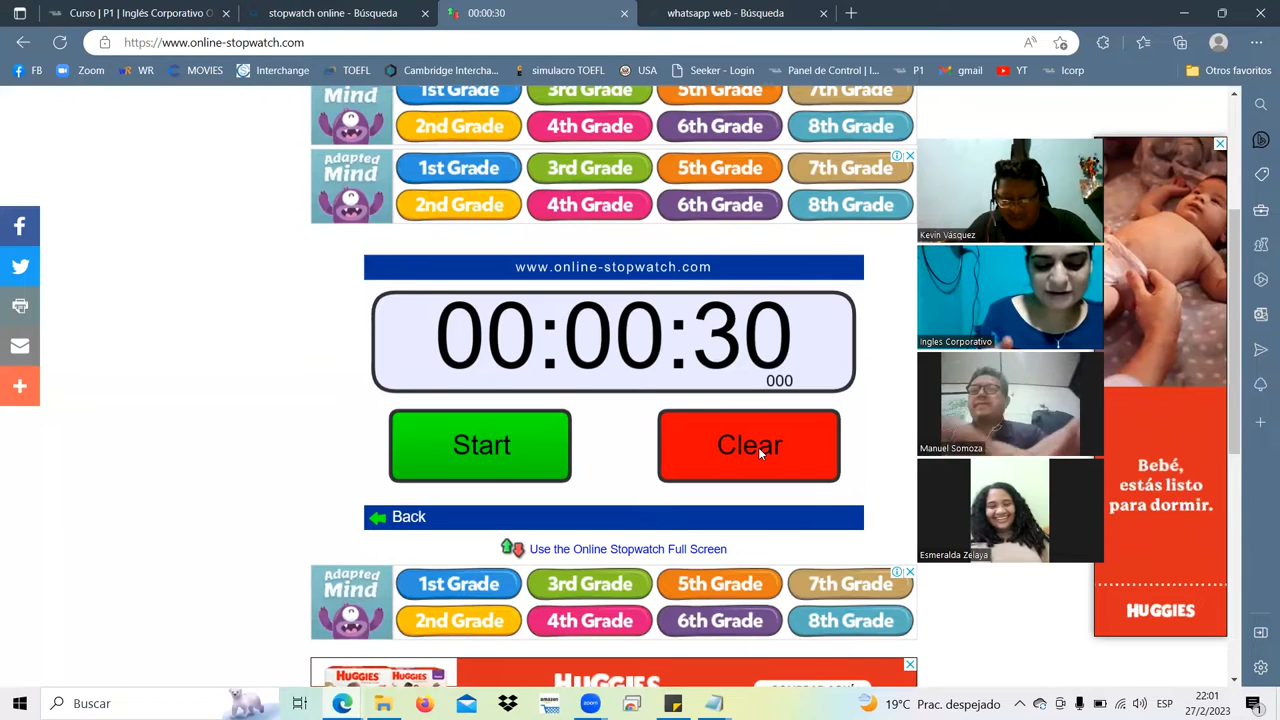 Curso | P1 | Inglés Corporativo O
stopwatch online - Búsqueda
00:00:30
whatsapp web - Búsqueda
https://www.online-stopwatch.com
FB
Zoom
WR
MOVIES
Interchange
TOEFL
Cambridge Intercha...
simulacro TOEFL
USA
Seeker - Login
Panel de Control | I...
P1
gmail
YT
Icorp
Otros favoritos
Mind
1st Grade
3rd Grade
5th Grade
7th Grade
2nd Grade
4th Grade
6th Grade
8th Grade
Adapted Mind
1st Grade
3rd Grade
5th Grade
7th Grade
2nd Grade
4th Grade
6th Grade
8th Grade
www.online-stopwatch.com
00:00:30
000
Start
Clear
Back
Use the Online Stopwatch Full Screen
Adapted Mind
1st Grade
3rd Grade
5th Grade
7th Grade
2nd Grade
4th Grade
6th Grade
8th Grade
HUGGIES
HUGGIES
HUGGIES
Kevin Vásquez
Ingles Corporativo
Manuel Somoza
Esmeralda Zelaya
Bebé,
estás listo
para dormir.
HUGGIES
Buscar
amazon
19°C Prac. despejado
ESP
22:01
27/2/2023
1